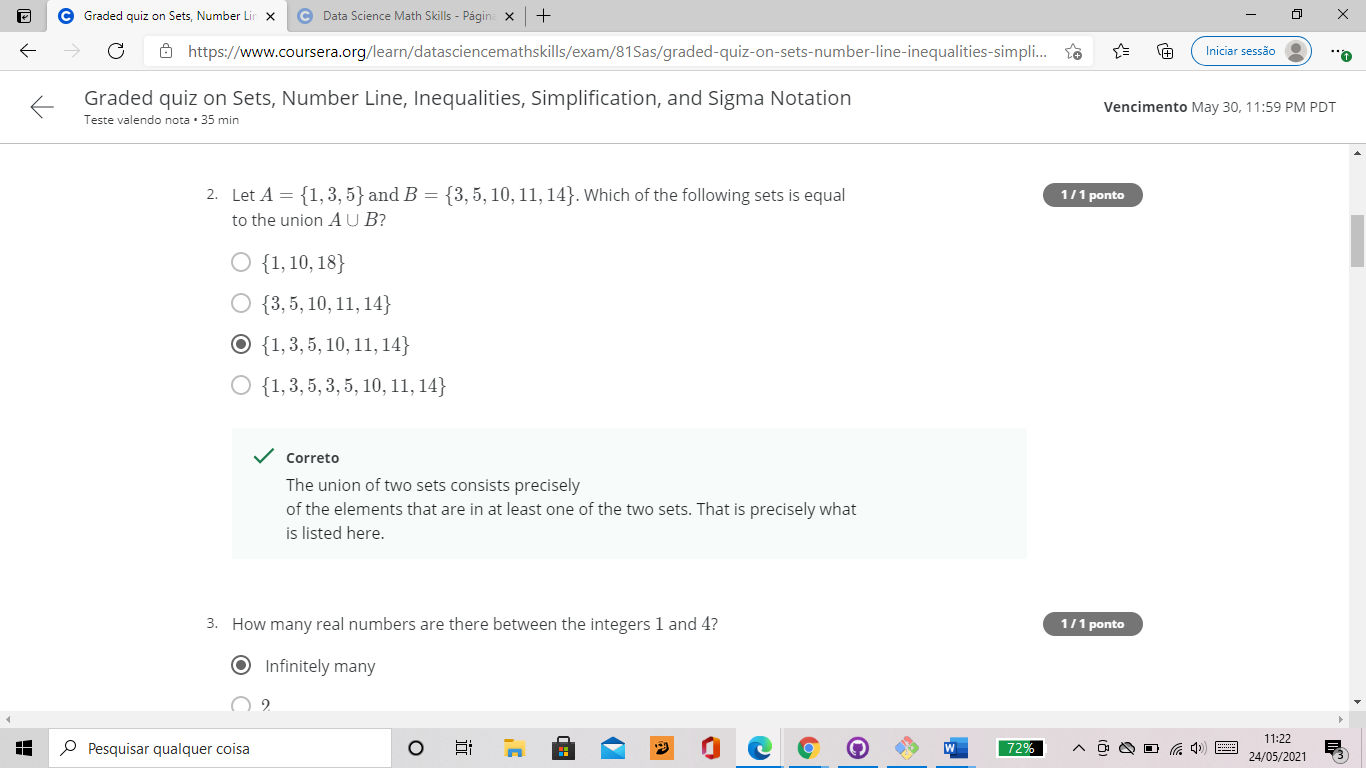 Graded quiz on Sets, Number Lin
Data Science Math Skills - Págin
https://www.coursera.org/learn/datasciencemathskills/exam/81Sas/graded-quiz-on-sets-number-line-inequalities-simpli...
Iniciar sessão
Graded quiz on Sets, Number Line, Inequalities, Simplification, and Sigma Notation
Teste valendo nota • 35 min
Vencimento May 30, 11:59 PM PDT
2. Let A = {1, 3, 5} and B = {3, 5, 10, 11, 14}. Which of the following sets is equal
to the union A ∪ B?
1 / 1 ponto
{1, 10, 18}
{3, 5, 10, 11, 14}
{1, 3, 5, 10, 11, 14}
{1, 3, 5, 3, 5, 10, 11, 14}
Correto
The union of two sets consists precisely
of the elements that are in at least one of the two sets. That is precisely what
is listed here.
3. How many real numbers are there between the integers 1 and 4?
1 / 1 ponto
Infinitely many
2
Pesquisar qualquer coisa
72%
11:22
24/05/2021
3